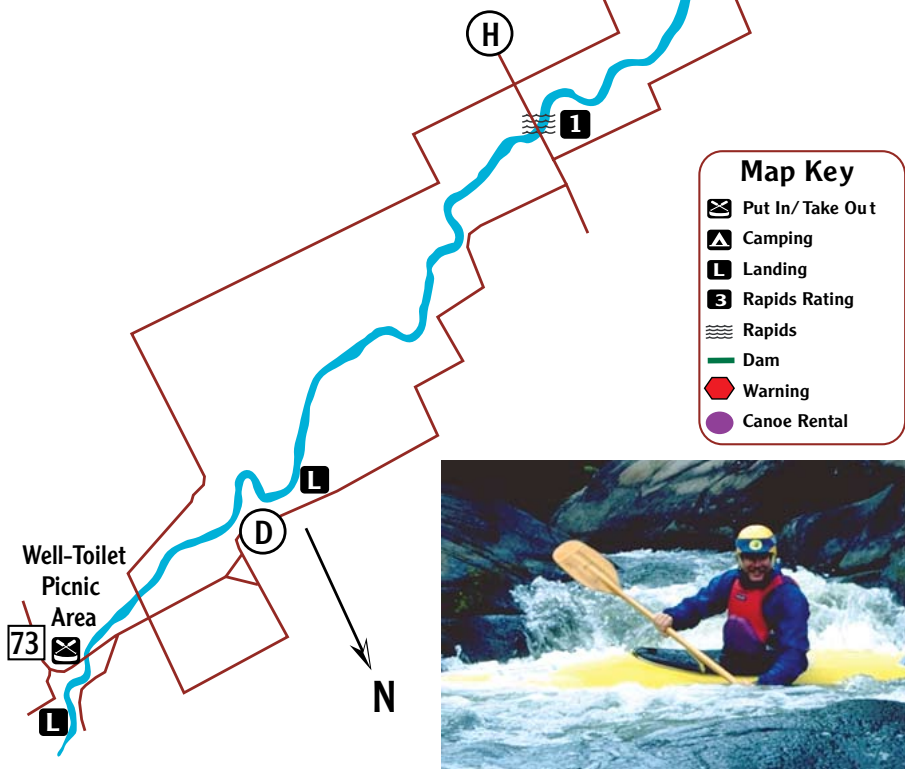 H
1
Map Key
Put In/Take Out
Camping
L Landing
3 Rapids Rating
Rapids
Dam
Warning
Canoe Rental
L
D
Well-Toilet
Picnic
Area
73
N
L